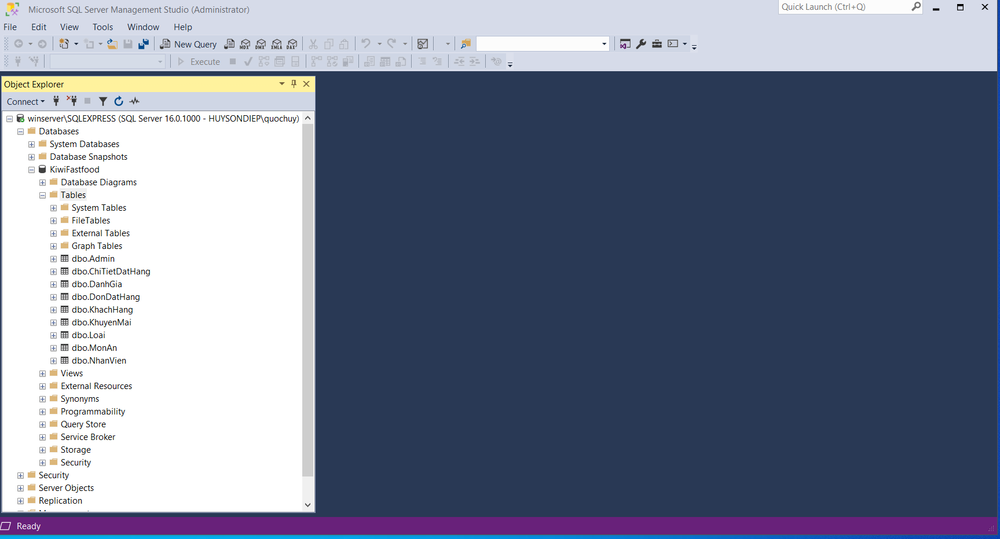 Microsoft SQL Server Management Studio (Administrator)
Quick Launch (Ctrl+Q)
File Edit View Tools Window Help
New Query MDX DMX XMLA DAX
Execute
Object Explorer
Connect
winserver\SQLEXPRESS (SQL Server 16.0.1000 - HUYSONDIEP\quochuy)
Databases
System Databases
Database Snapshots
KiwiFastfood
Database Diagrams
Tables
System Tables
FileTables
External Tables
Graph Tables
dbo.Admin
dbo.ChiTietDatHang
dbo.DanhGia
dbo.DonDatHang
dbo.KhachHang
dbo.KhuyenMai
dbo.Loai
dbo.MonAn
dbo.NhanVien
Views
External Resources
Synonyms
Programmability
Query Store
Service Broker
Storage
Security
Security
Server Objects
Replication
Ready